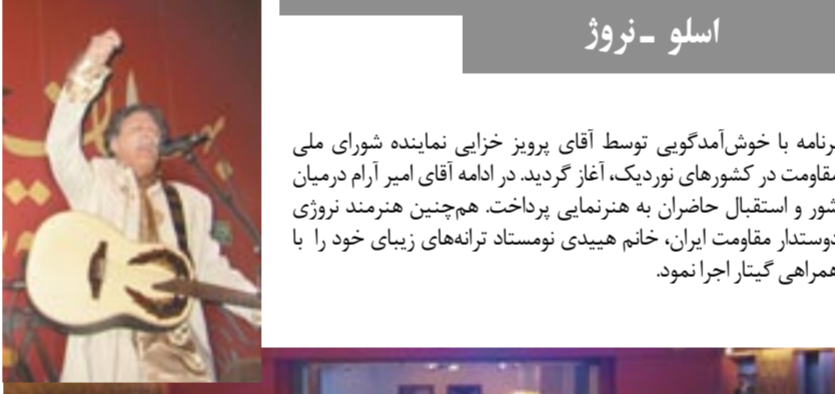 اسلو ـ نروژ
برنامه با خوش‌آمدگویی توسط آقای پرویز خزایی نماینده شورای ملی
مقاومت در کشورهای نوردیک، آغاز گردید. در ادامه آقای امیر آرام درمیان
شور و استقبال حاضران به هنرنمایی پرداخت. هم‌چنین هنرمند نروژی
دوستدار مقاومت ایران، خانم هییدی نومستاد ترانه‌های زیبای خود را با
همراهی گیتار اجرا نمود.